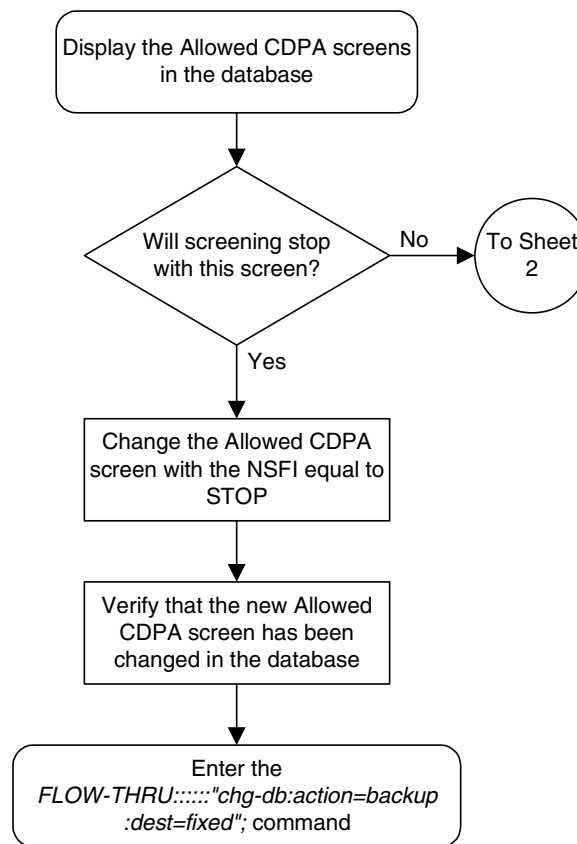 Display the Allowed CDPA screens
in the database
Will screening stop
with this screen?
No
To Sheet
2
Yes
Change the Allowed CDPA
screen with the NSFI equal to
STOP
Verify that the new Allowed
CDPA screen has been
changed in the database
Enter the
FLOW-THRU::::::"chg-db:action=backup
:dest=fixed"; command